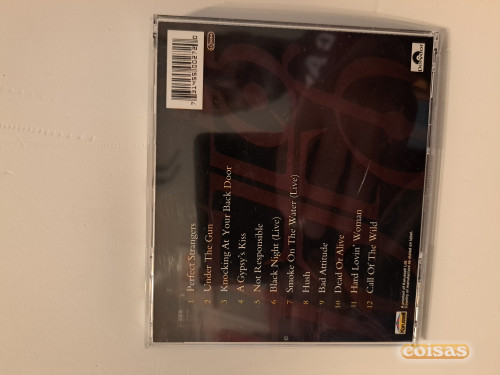 1 Perfect Strangers
2 Under The Gun
3 Knocking At Your Back Door
4 A Gypsy's Kiss
5 Not Responsible
6 Black Night (Live)
7 Smoke On The Water (Live)
8 Hush
9 Bad Attitude
10 Dead Or Alive
11 Hard Lovin' Woman
12 Call Of The Wild
coisas